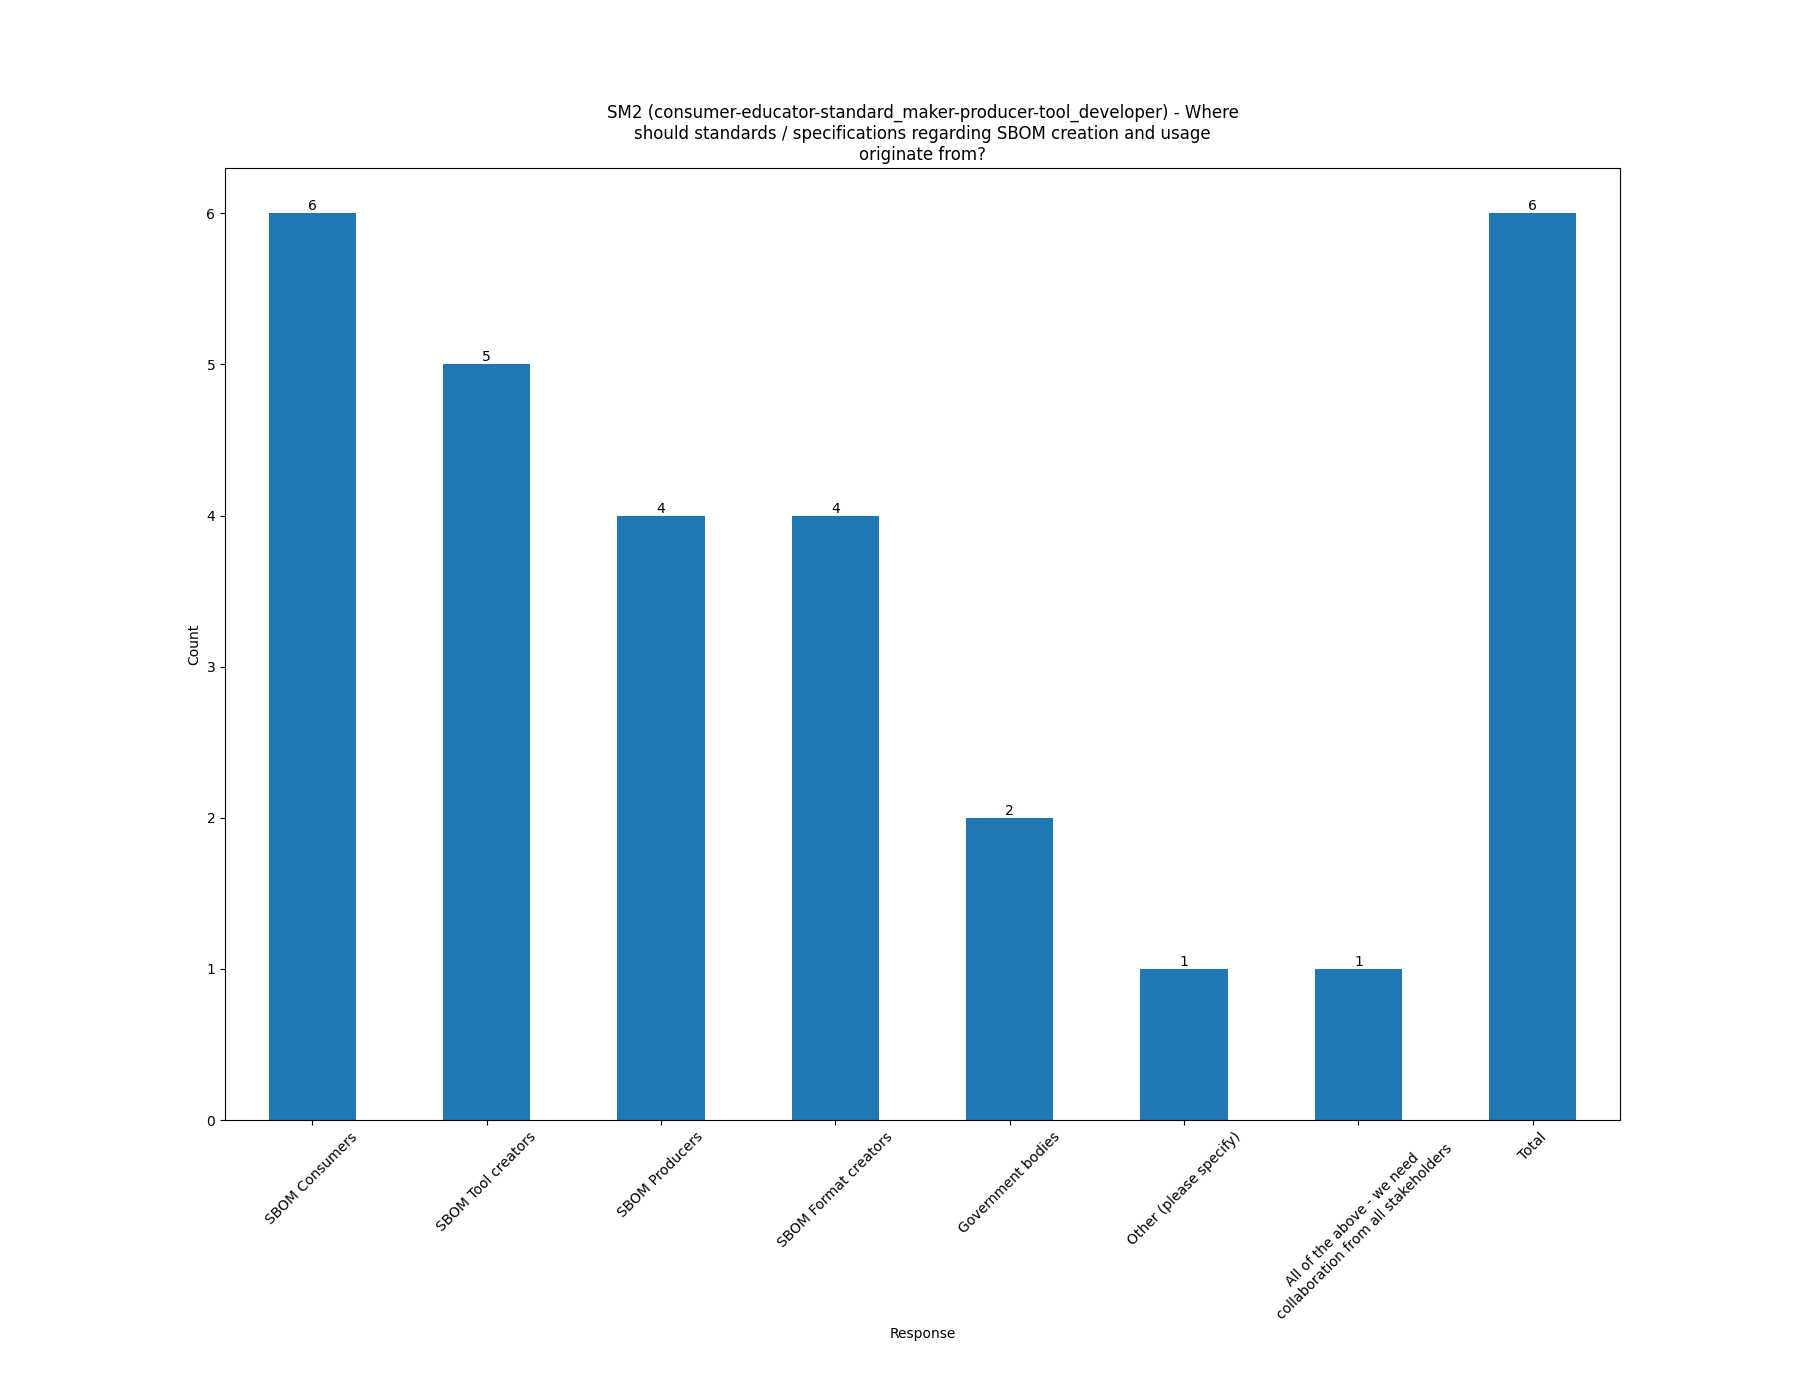 SM2 (consumer-educator-standard_maker-producer-tool_developer) - Where
should standards / specifications regarding SBOM creation and usage
originate from?
6
5
4
3
2
1
0
Count
6
5
4
4
2
1
1
6
SBOM Consumers
SBOM Tool creators
SBOM Producers
SBOM Format creators
Government bodies
Other (please specify)
All of the above - we need
collaboration from all stakeholders
Total
Response